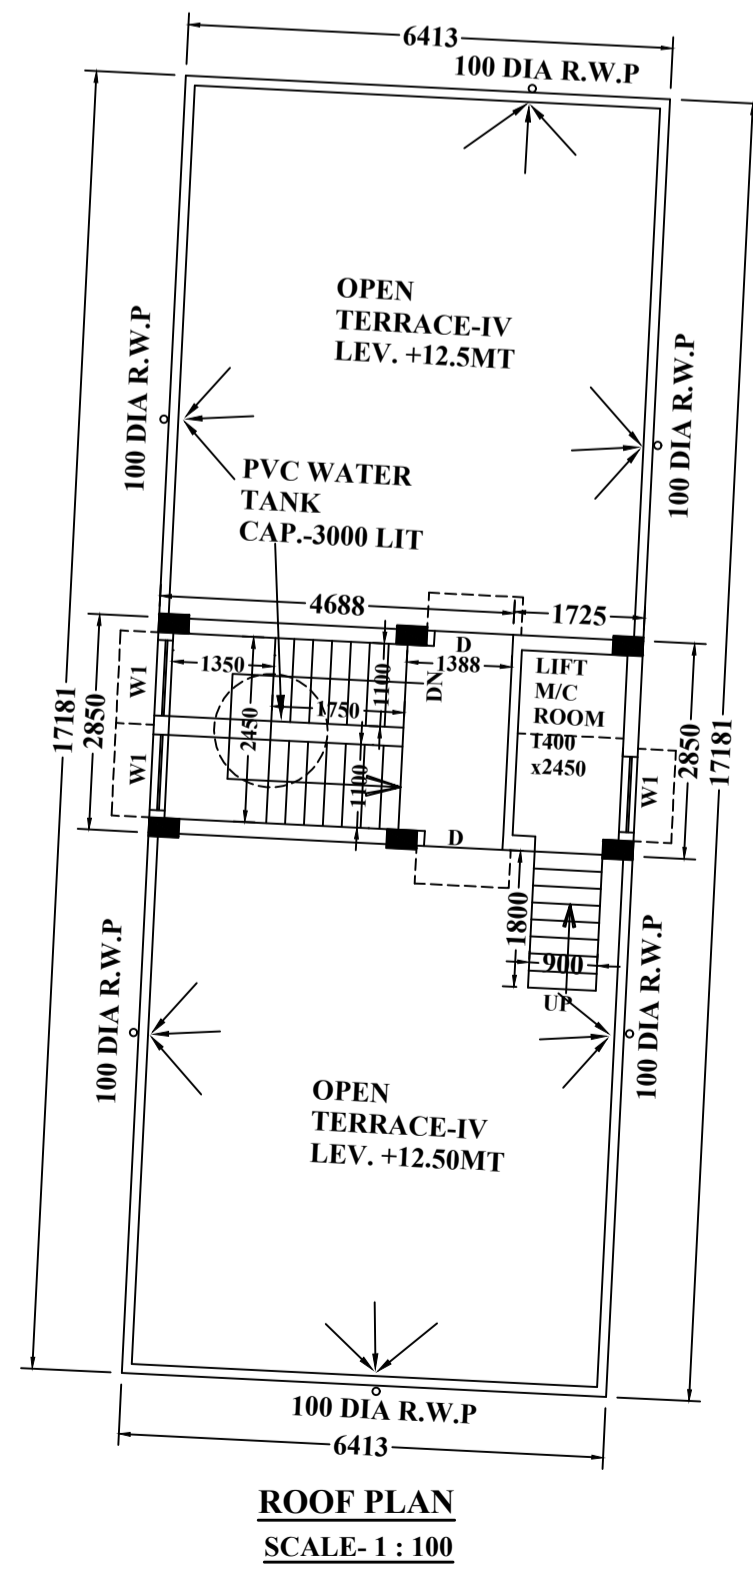 6413
100 DIA R.W.P
OPEN
TERRACE-IV
LEV. +12.5MT
100 DIA R.W.P
100 DIA R.W.P
PVC WATER
TANK
CAP.-3000 LIT
4688
1725
17181
2850
W1
W1
1350
1100
1750
2450
1100
DN
D
1388
LIFT
M/C
ROOM
1400
x2450
W1
2850
17181
D
1800
900
UP
100 DIA R.W.P
100 DIA R.W.P
OPEN
TERRACE-IV
LEV. +12.50MT
100 DIA R.W.P
6413
ROOF PLAN
SCALE- 1 : 100